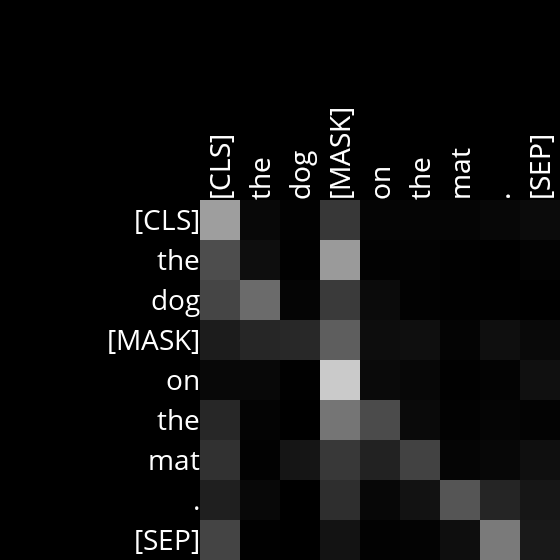 [CLS] the dog [MASK] on the mat . [SEP]
[CLS]
the
dog
[MASK]
on
the
mat
.
[SEP]